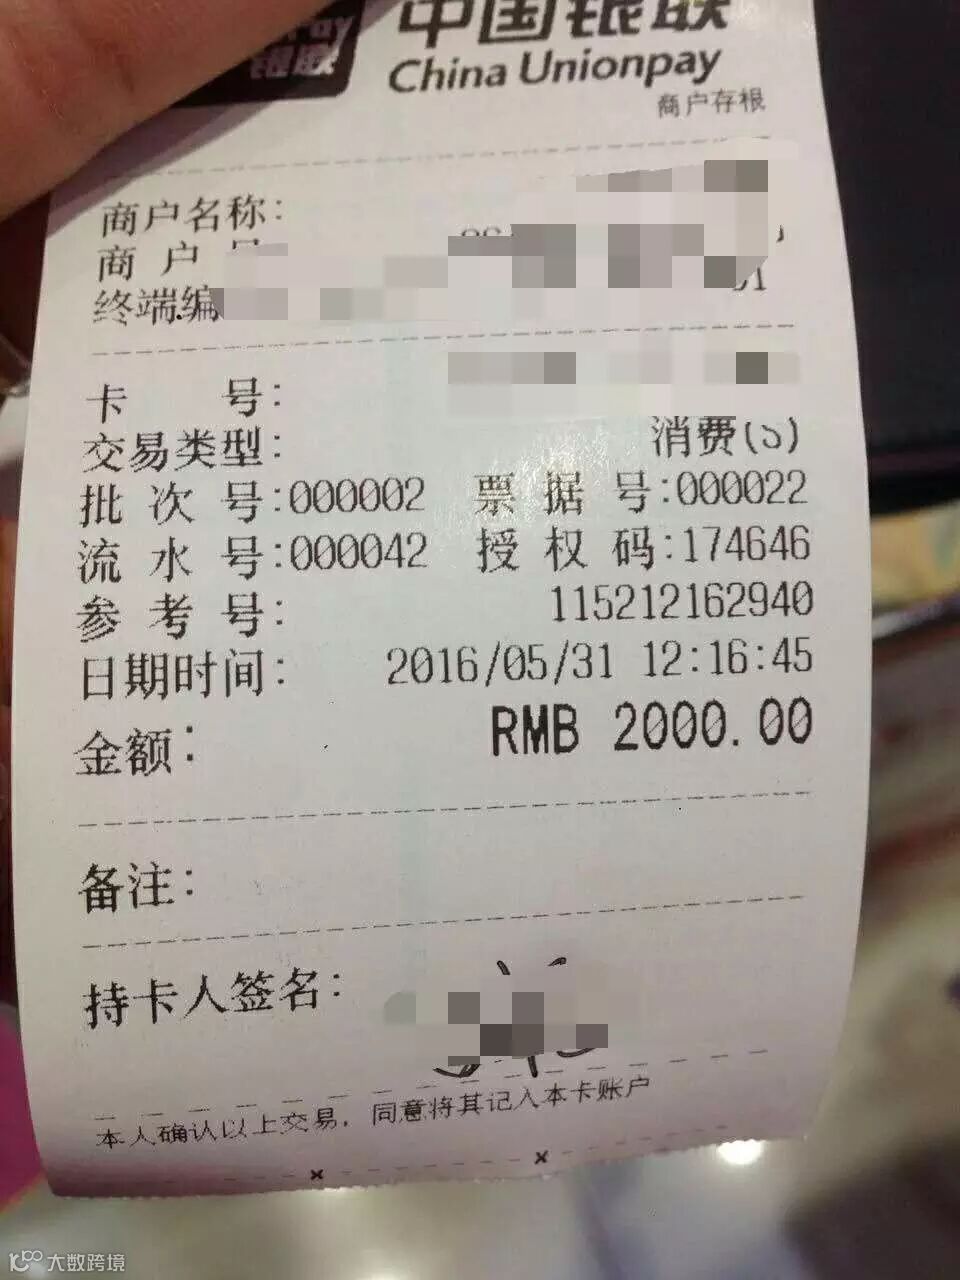 银联
中国银联
China Unionpay
商户存根
商户名称:
商 户
终端编
卡 号:
交易类型: 消费(S)
批 次 号:000002 票 据 号:000022
流 水 号:000042 授 权 码:174646
参 考 号: 115212162940
日期时间: 2016/05/31 12:16:45
金额: RMB 2000.00
备注:
持卡人签名:
本人确认以上交易,同意将其记入本卡账户
大数跨境